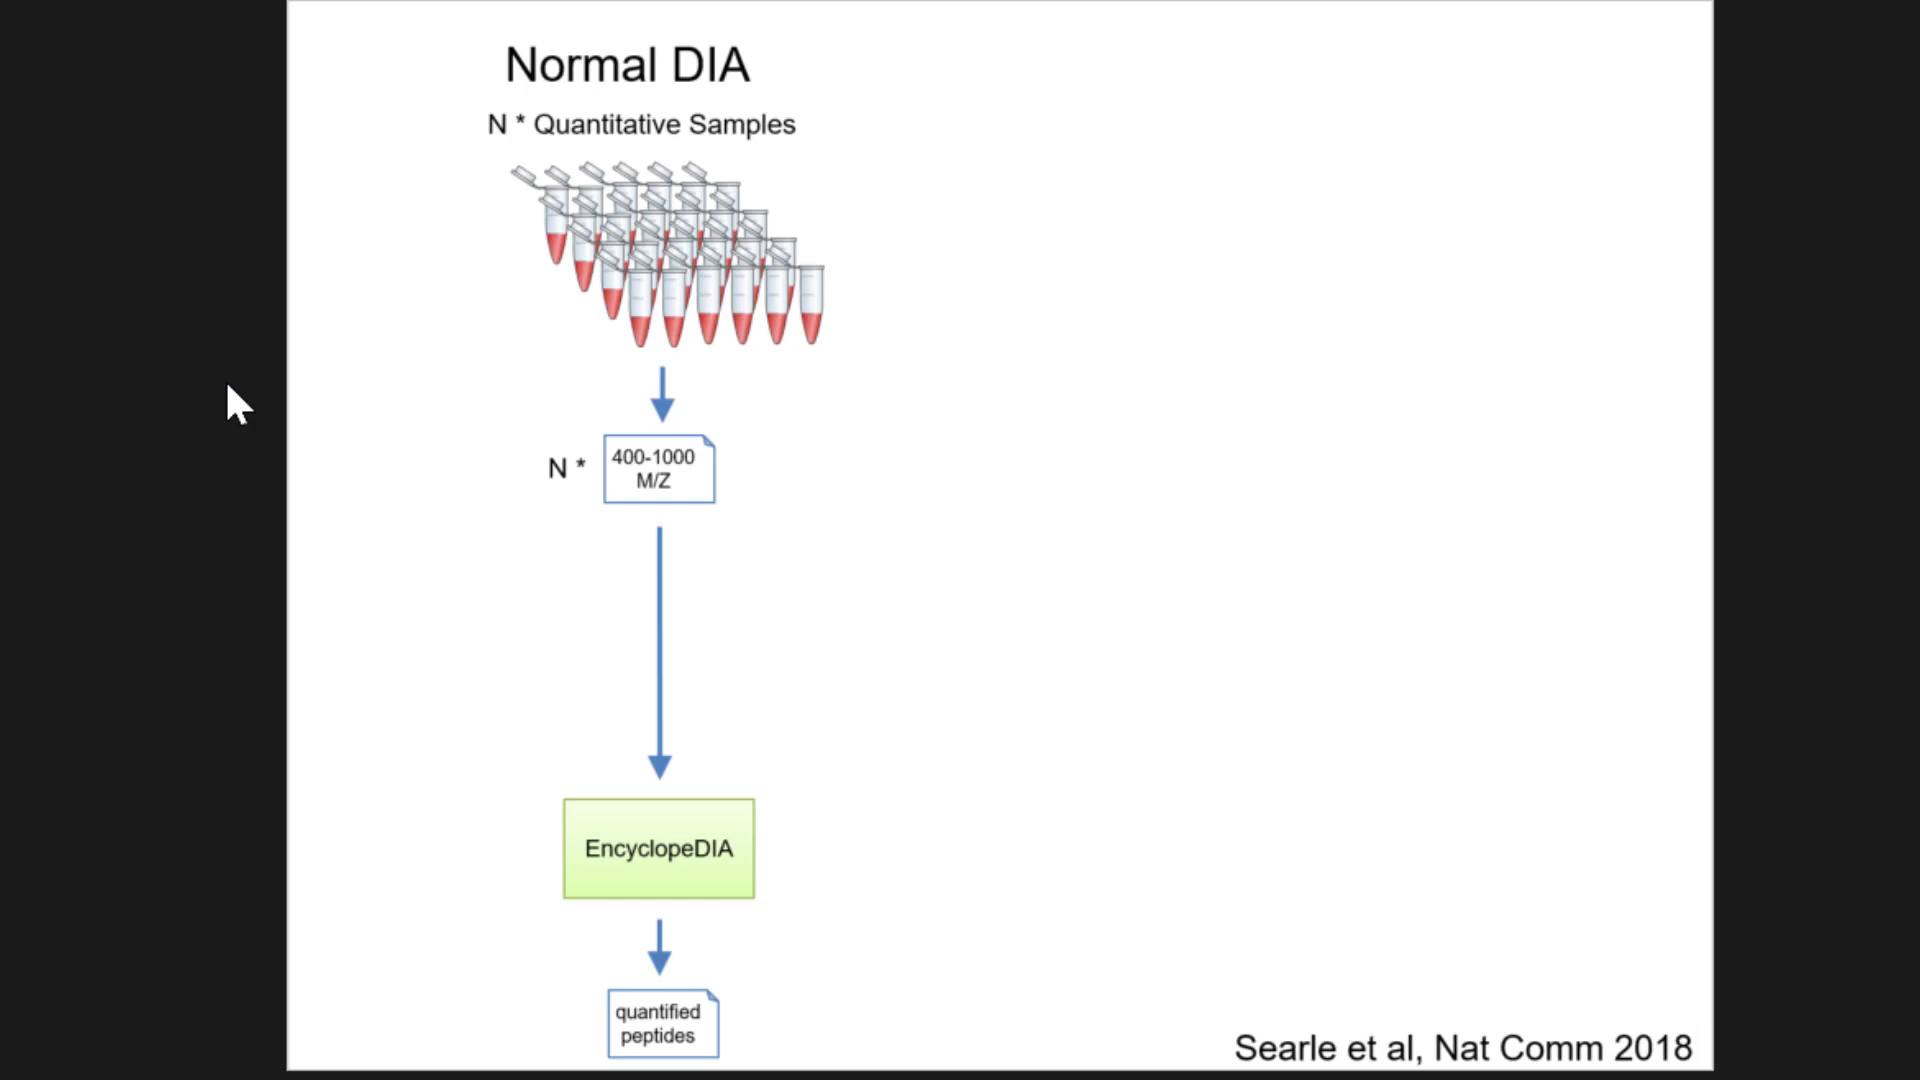 Normal DIA
N * Quantitative Samples
N *
400-1000
M/Z
EncyclopeDIA
quantified
peptides
Searle et al, Nat Comm 2018